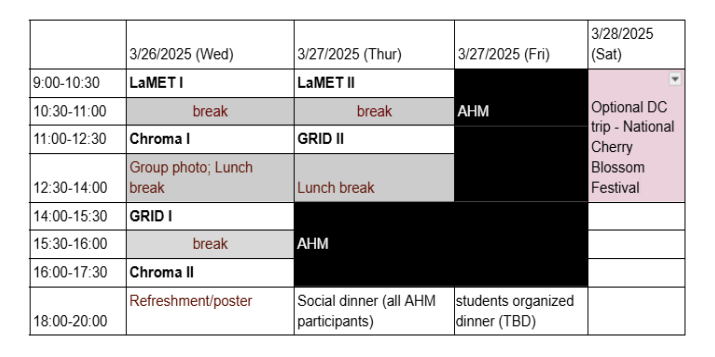 3/26/2025 (Wed) 3/27/2025 (Thur) 3/27/2025 (Fri) 3/28/2025
(Sat)
9:00-10:30 LaMET I LaMET II
10:30-11:00 break break AHM Optional DC
trip - National
Cherry
Blossom
Festival
11:00-12:30 Chroma I GRID II
Group photo; Lunch
break
12:30-14:00 Lunch break
14:00-15:30 GRID I
15:30-16:00 break AHM
16:00-17:30 Chroma II
18:00-20:00 Refreshment/poster
Social dinner (all AHM
participants)
students organized
dinner (TBD)